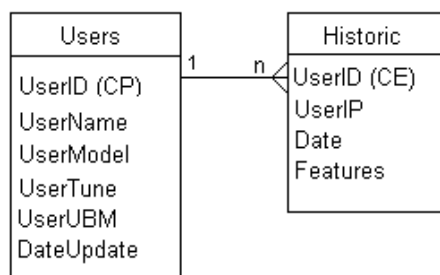 Users
UserID (CP)
UserName
UserModel
UserTune
UserUBM
DateUpdate
1
n
Historic
UserID (CE)
UserIP
Date
Features